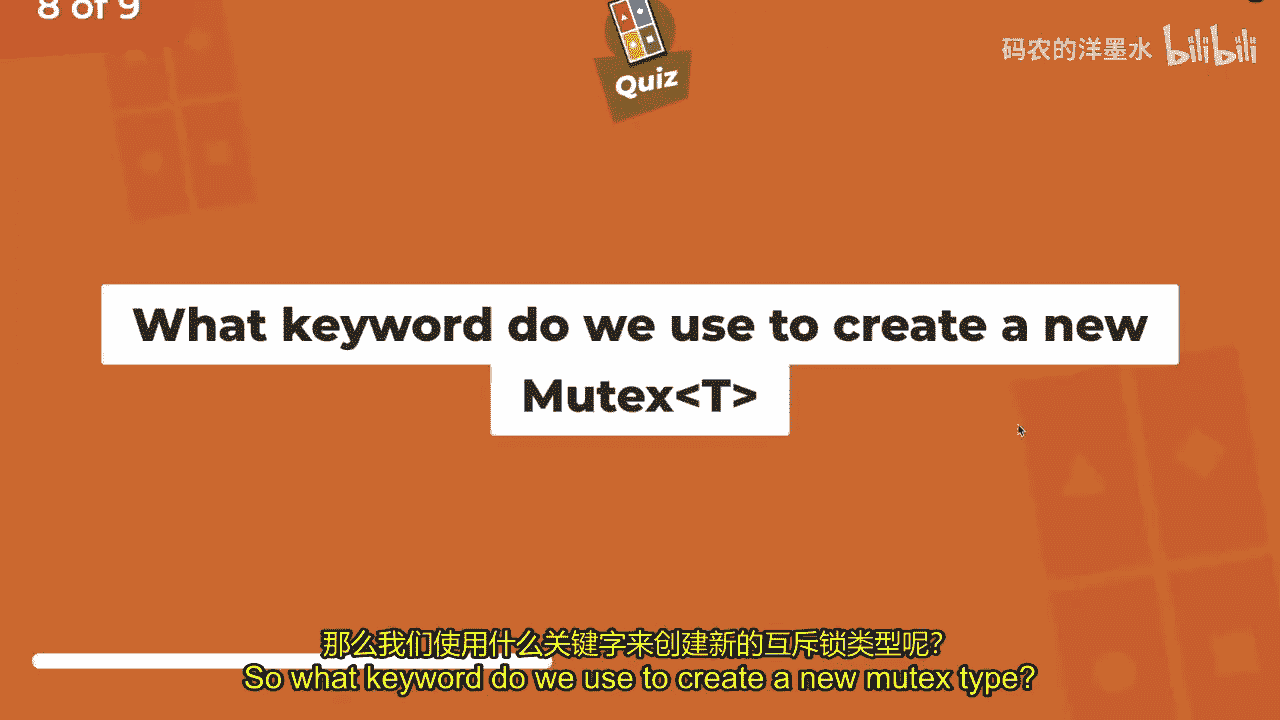 8 of 9
码农的洋墨水 bilibili
Quiz
What keyword do we use to create a new
Mutex<T>
那么我们使用什么关键字来创建新的互斥锁类型呢?
So what keyword do we use to create a new mutex type?